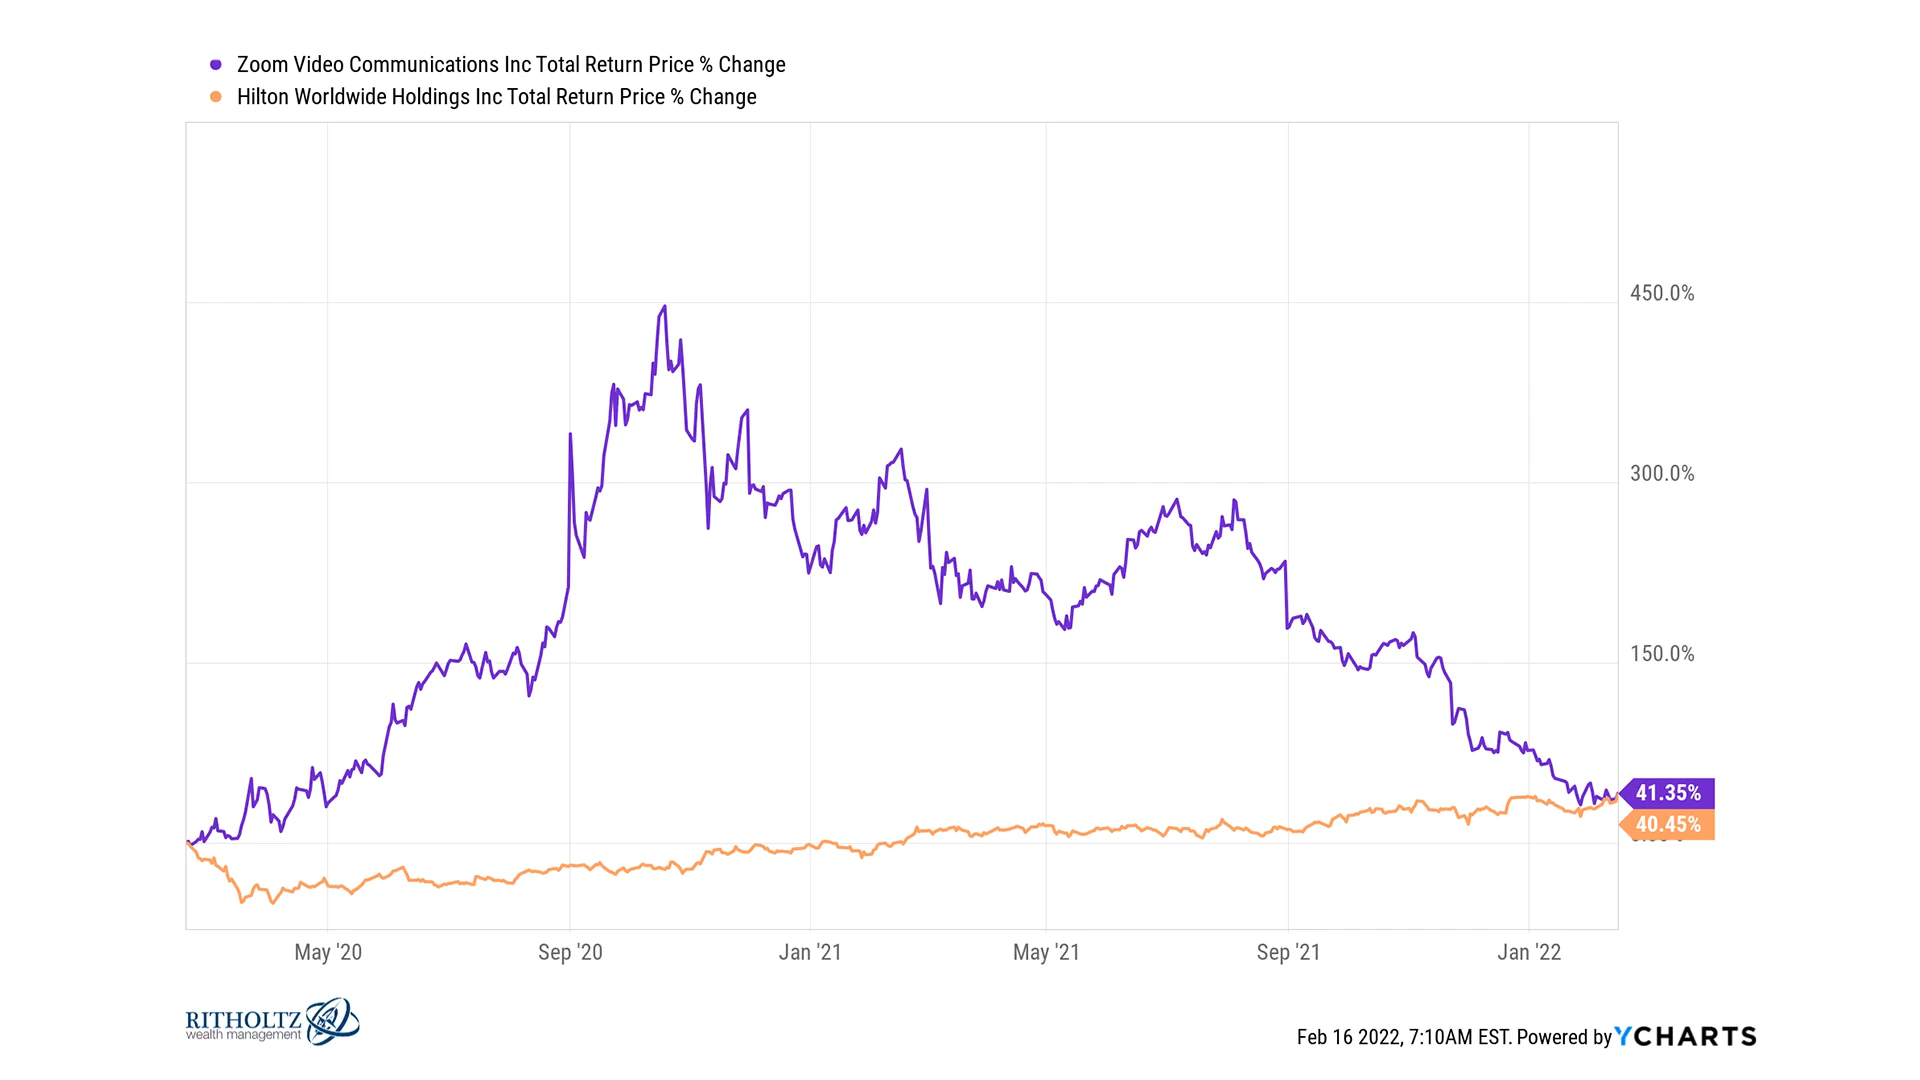 Zoom Video Communications Inc Total Return Price % Change
Hilton Worldwide Holdings Inc Total Return Price % Change
450.0%
300.0%
150.0%
41.35%
40.45%
May '20
Sep '20
Jan '21
May '21
Sep '21
Jan '22
RITHOLTZ
wealth management
Feb 16 2022, 7:10AM EST. Powered by YCHARTS